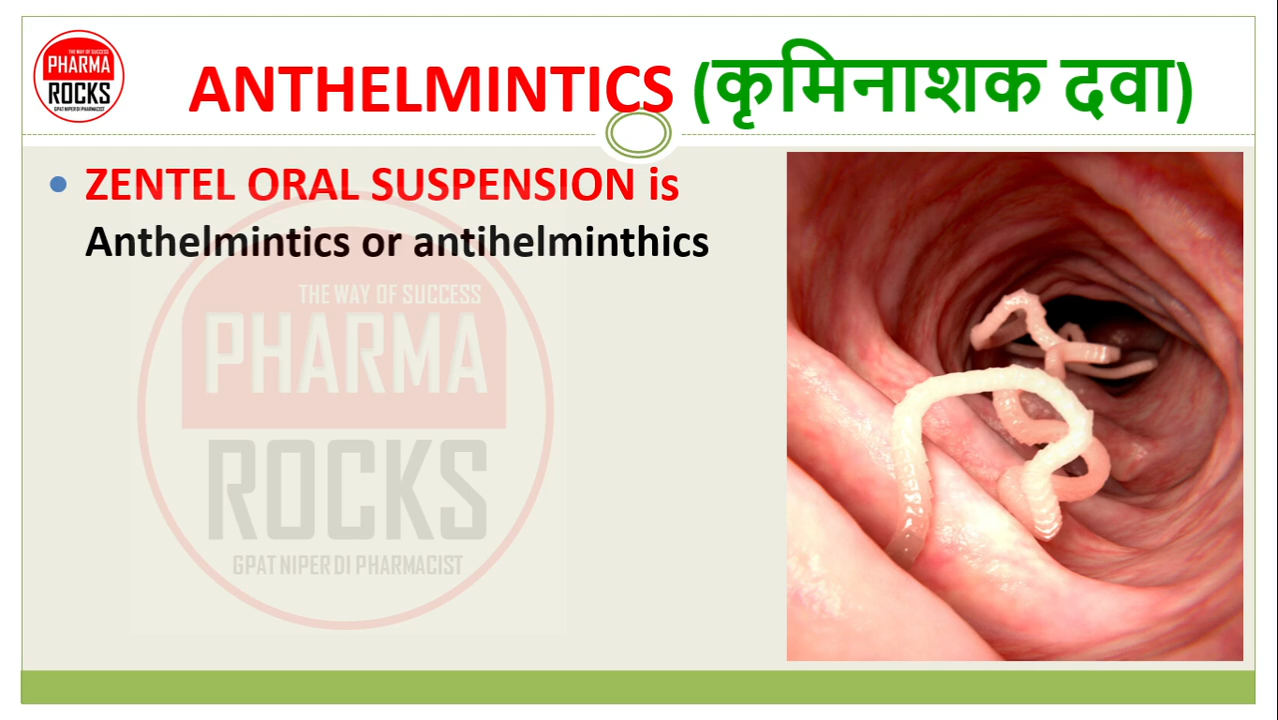 THE WAY OF SUCCESS
PHARMA
ROCKS
GPAT NIPER DI PHARMACIST
ANTHELMINTICS (कृमिनाशक दवा)
ZENTEL ORAL SUSPENSION is
Anthelmintics or antihelminthics
THE WAY OF SUCCESS
PHARMA
ROCKS
GPAT NIPER DI PHARMACIST